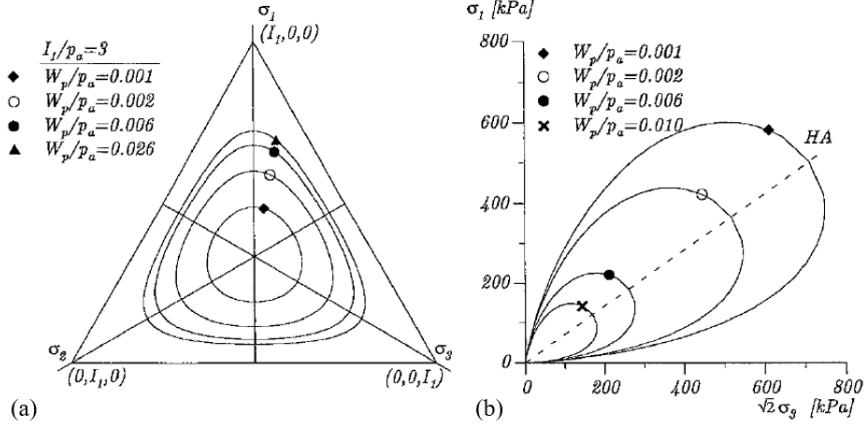 σ₁
(I₁,0,0)
I₁/pₐ=3
Wₚ/pₐ=0.001
Wₚ/pₐ=0.002
Wₚ/pₐ=0.006
Wₚ/pₐ=0.026
σ₂
σ₃
(0,I₁,0)
(0,0,I₁)
(a)
σ₁ [kPa]
800
600
400
200
0
Wₚ/pₐ=0.001
Wₚ/pₐ=0.002
Wₚ/pₐ=0.006
Wₚ/pₐ=0.010
HA
0 200 400 600 800
√2 σ₃ [kPa]
(b)